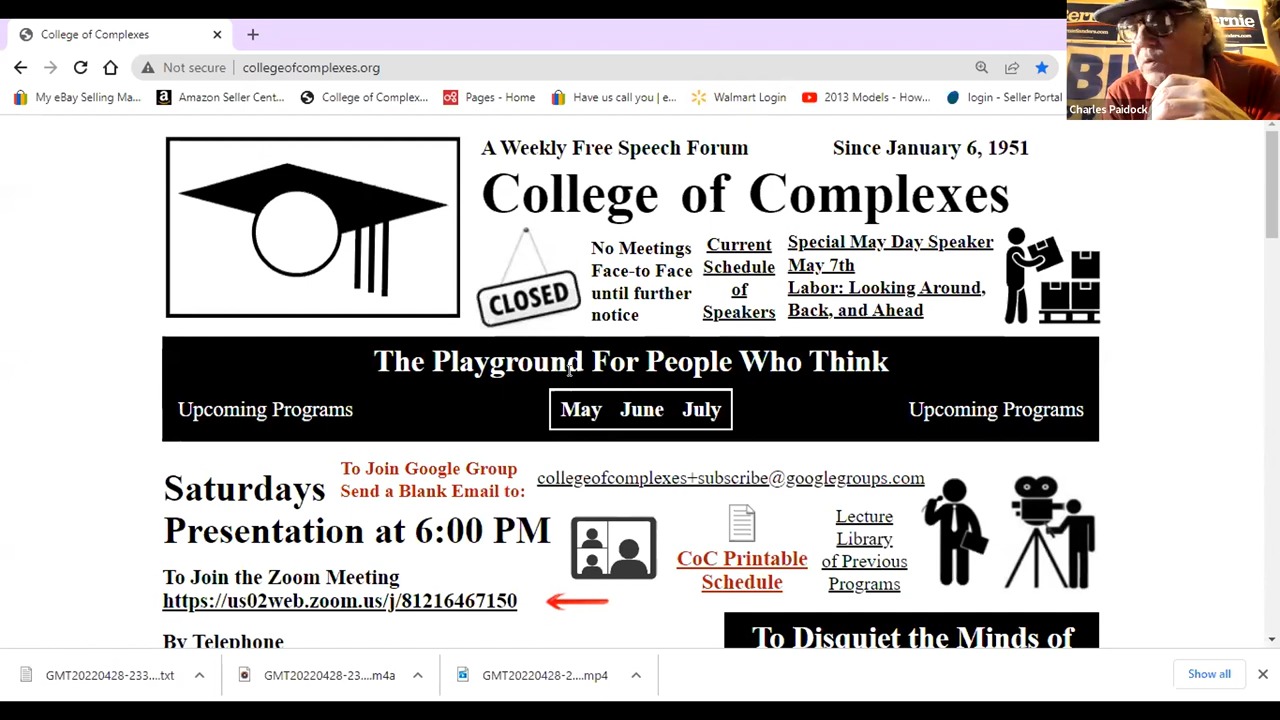 College of Complexes
Not secure
collegeofcomplexes.org
My eBay Selling Ma...
Amazon Seller Cent...
College of Complex...
Pages - Home
Have us call you | e...
Walmart Login
2013 Models - How...
login - Seller Portal
ernie
Charles Paidock
A Weekly Free Speech Forum
Since January 6, 1951
College of Complexes
CLOSED
No Meetings
Face-to Face
until further
notice
Current
Schedule
of
Speakers
Special May Day Speaker
May 7th
Labor: Looking Around,
Back, and Ahead
The Playground For People Who Think
Upcoming Programs
May June July
Upcoming Programs
Saturdays
Presentation at 6:00 PM
To Join Google Group
Send a Blank Email to:
collegeofcomplexes+subscribe@googlegroups.com
CoC Printable
Schedule
Lecture
Library
of Previous
Programs
To Join the Zoom Meeting
https://us02web.zoom.us/j/81216467150
By Telephone
To Disquiet the Minds of
GMT20220428-233....txt
GMT20220428-23....m4a
GMT20220428-2....mp4
Show all